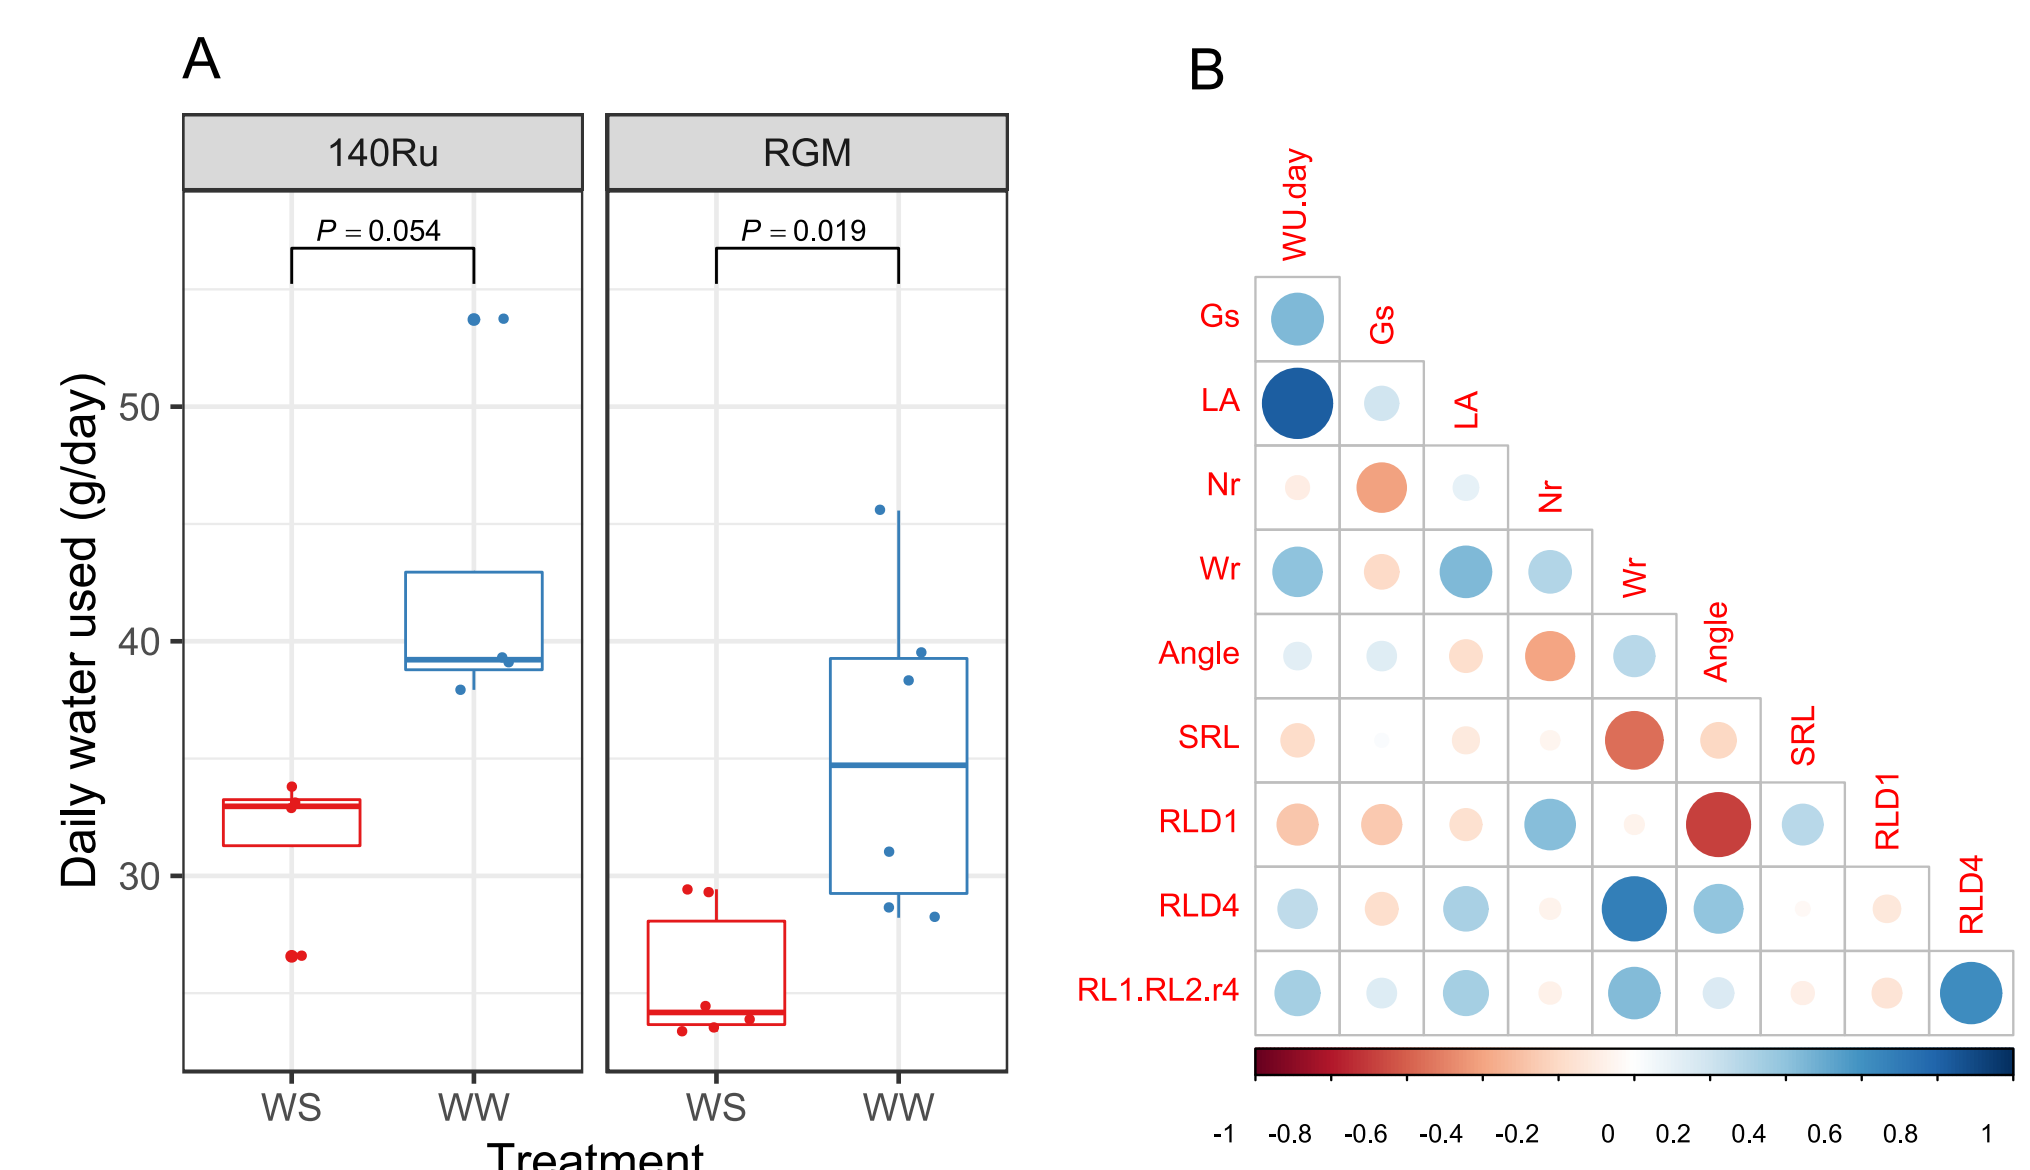 A
140Ru
RGM
P = 0.054
P = 0.019
Daily water used (g/day)
50
40
30
WS
WW
WS
WW
Treatment
B
WU.day
Gs
Gs
LA
LA
Nr
Nr
Wr
Wr
Angle
Angle
SRL
SRL
RLD1
RLD1
RLD4
RLD4
RL1.RL2.r4
-1 -0.8 -0.6 -0.4 -0.2 0 0.2 0.4 0.6 0.8 1